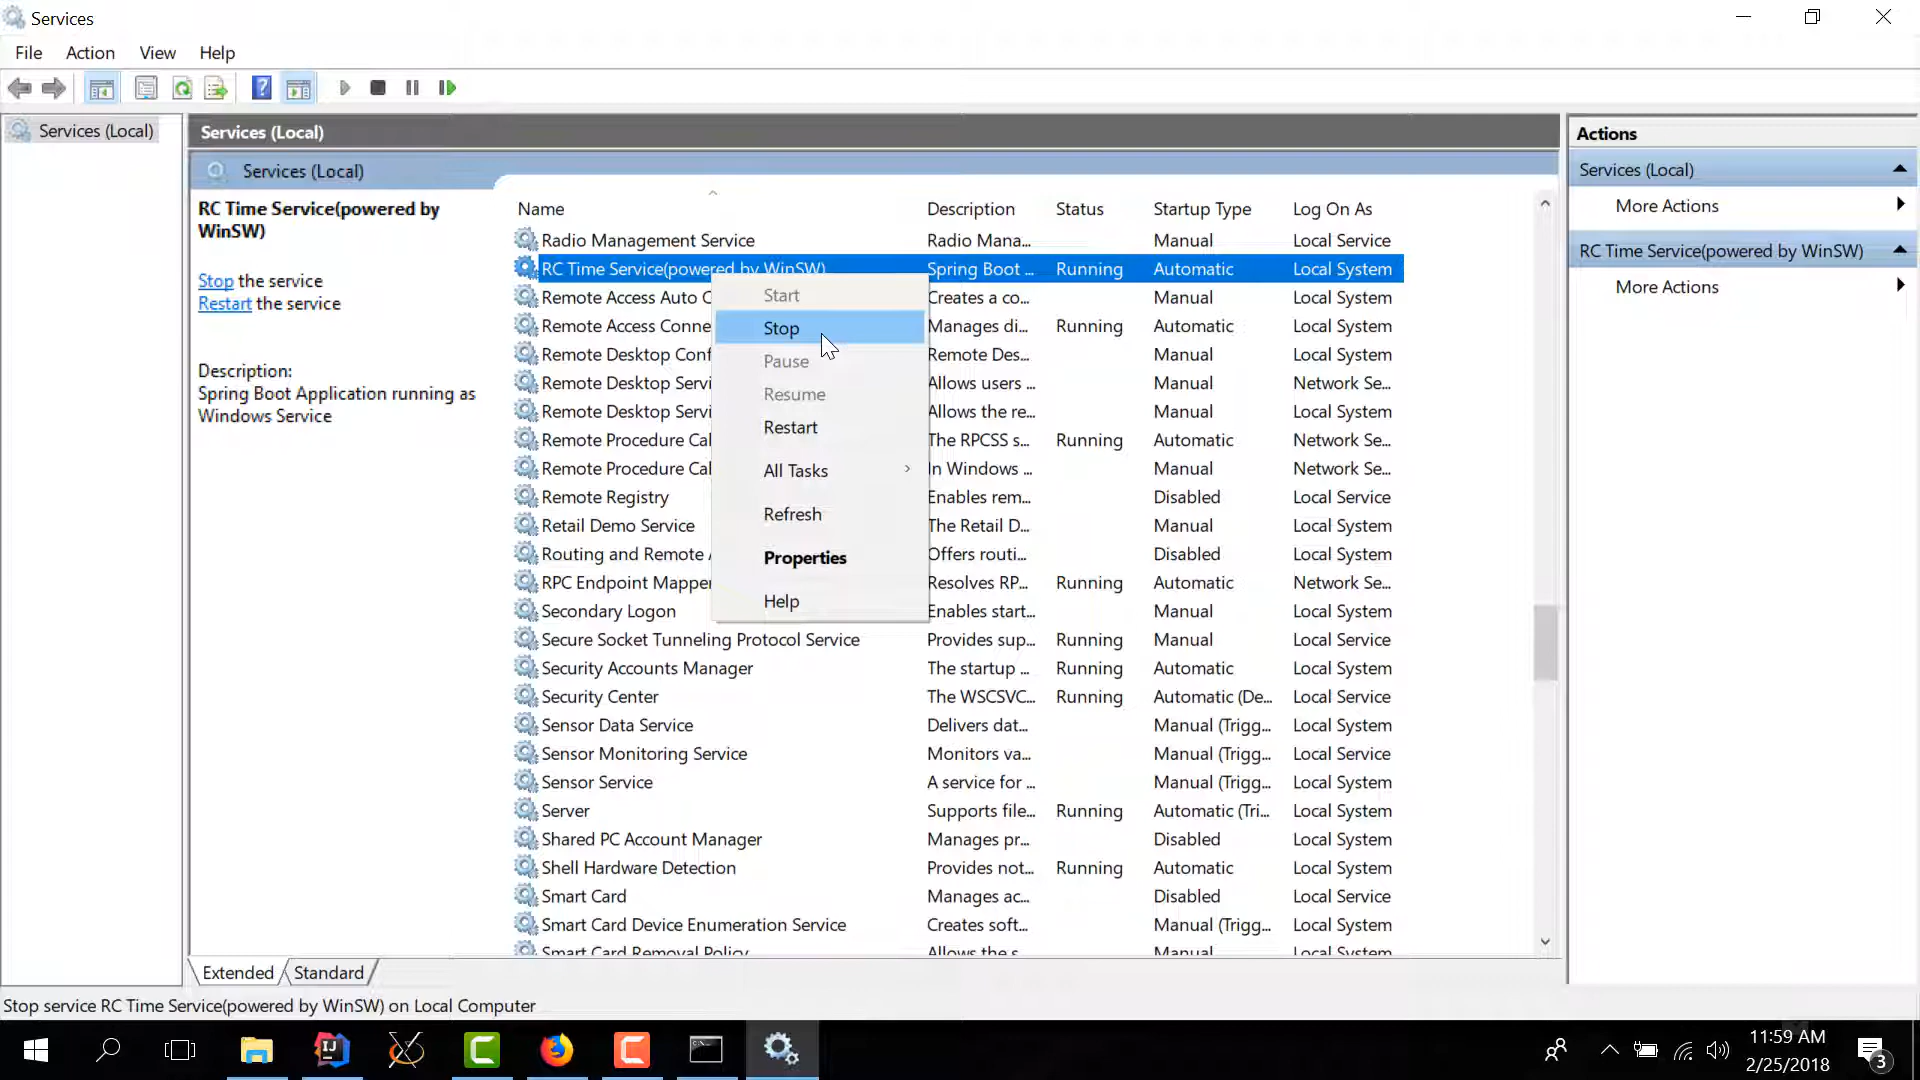 Services
File Action View Help
Services (Local)
Services (Local)
Services (Local)
RC Time Service(powered by
WinSW)
Stop the service
Restart the service
Description:
Spring Boot Application running as
Windows Service
Name Description Status Startup Type Log On As
Radio Management Service Radio Mana... Manual Local Service
RC Time Service(powered by WinSW) Spring Boot ... Running Automatic Local System
Remote Access Auto C Creates a co... Manual Local System
Remote Access Conne Manages di... Running Automatic Local System
Remote Desktop Conf Remote Des... Manual Local System
Remote Desktop Servi Allows users ... Manual Network Se...
Remote Desktop Servi Allows the re... Manual Local System
Remote Procedure Cal The RPCSS s... Running Automatic Network Se...
Remote Procedure Cal In Windows ... Manual Network Se...
Remote Registry Enables rem... Disabled Local Service
Retail Demo Service The Retail D... Manual Local System
Routing and Remote Offers routi... Disabled Local System
RPC Endpoint Mapper Resolves RP... Running Automatic Network Se...
Secondary Logon Enables start... Manual Local System
Secure Socket Tunneling Protocol Service Provides sup... Running Manual Local Service
Security Accounts Manager The startup ... Running Automatic Local System
Security Center The WSCSVC... Running Automatic (De... Local Service
Sensor Data Service Delivers dat... Manual (Trigg... Local System
Sensor Monitoring Service Monitors va... Manual (Trigg... Local Service
Sensor Service A service for ... Manual (Trigg... Local System
Server Supports file... Running Automatic (Tri... Local System
Shared PC Account Manager Manages pr... Disabled Local System
Shell Hardware Detection Provides not... Running Automatic Local System
Smart Card Manages ac... Disabled Local Service
Smart Card Device Enumeration Service Creates soft... Manual (Trigg... Local System
Smart Card Removal Policy Allows the s Manual Local System
Start
Stop
Pause
Resume
Restart
All Tasks
Refresh
Properties
Help
Actions
Services (Local)
More Actions
RC Time Service(powered by WinSW)
More Actions
Extended Standard
Stop service RC Time Service(powered by WinSW) on Local Computer
11:59 AM
2/25/2018
3